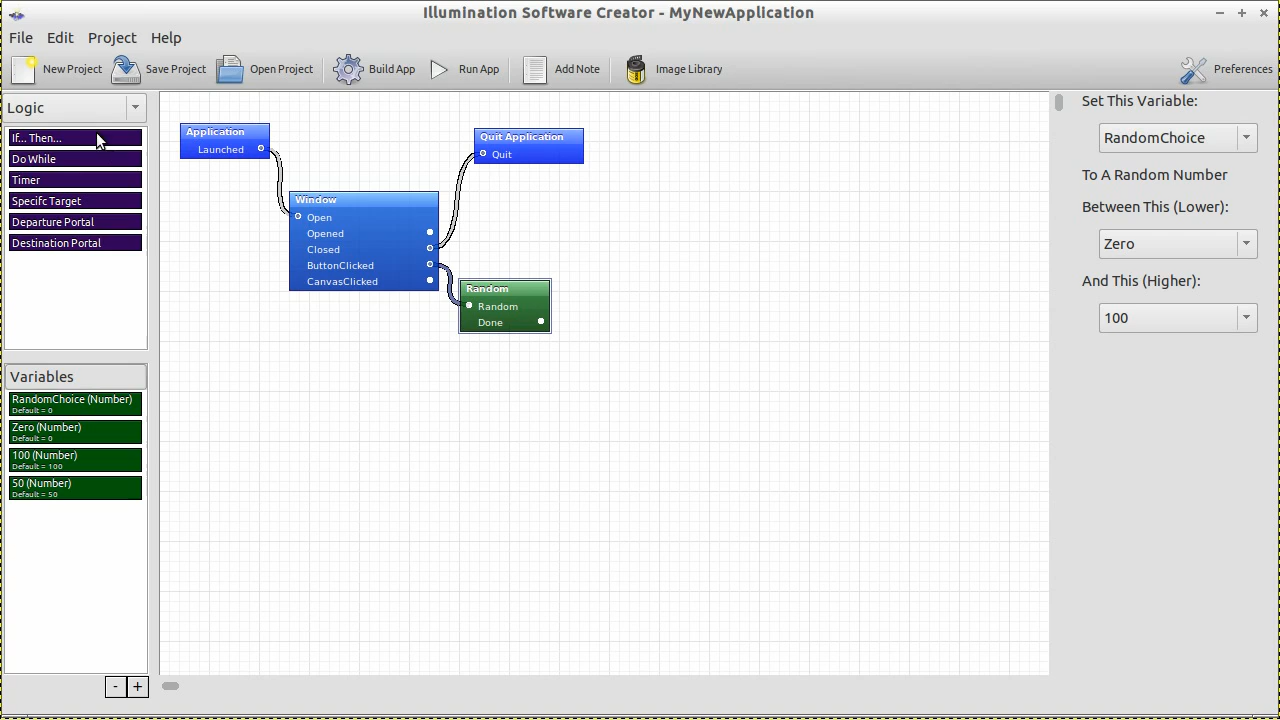 Illumination Software Creator - MyNewApplication
File Edit Project Help
New Project Save Project Open Project Build App Run App Add Note Image Library Preferences
Logic
If... Then...
Do While
Timer
Specifc Target
Departure Portal
Destination Portal
Variables
RandomChoice (Number)
Default = 0
Zero (Number)
Default = 0
100 (Number)
Default = 100
50 (Number)
Default = 50
- +
Application
Launched
Window
Open
Opened
Closed
ButtonClicked
CanvasClicked
Quit Application
Quit
Random
Random
Done
Set This Variable:
RandomChoice
To A Random Number
Between This (Lower):
Zero
And This (Higher):
100